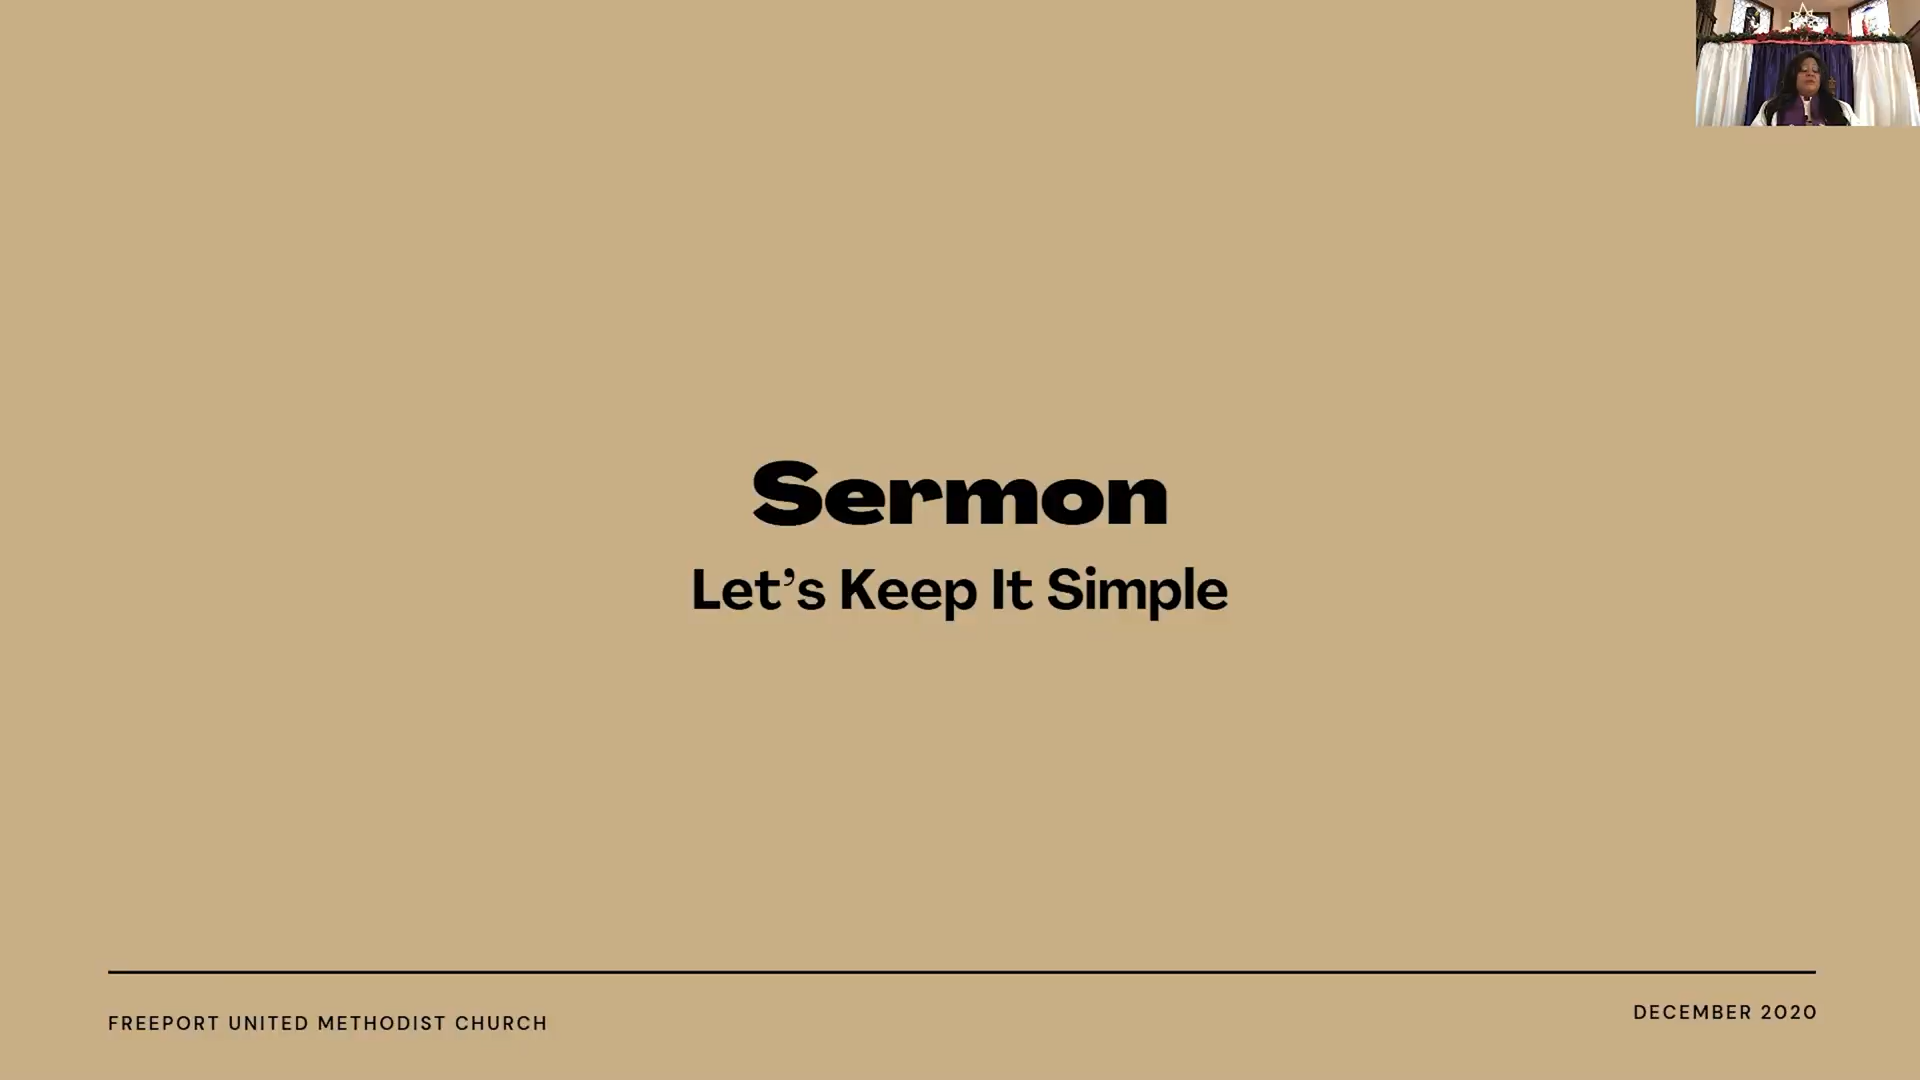 Sermon
Let’s Keep It Simple
FREEPORT UNITED METHODIST CHURCH
DECEMBER 2020